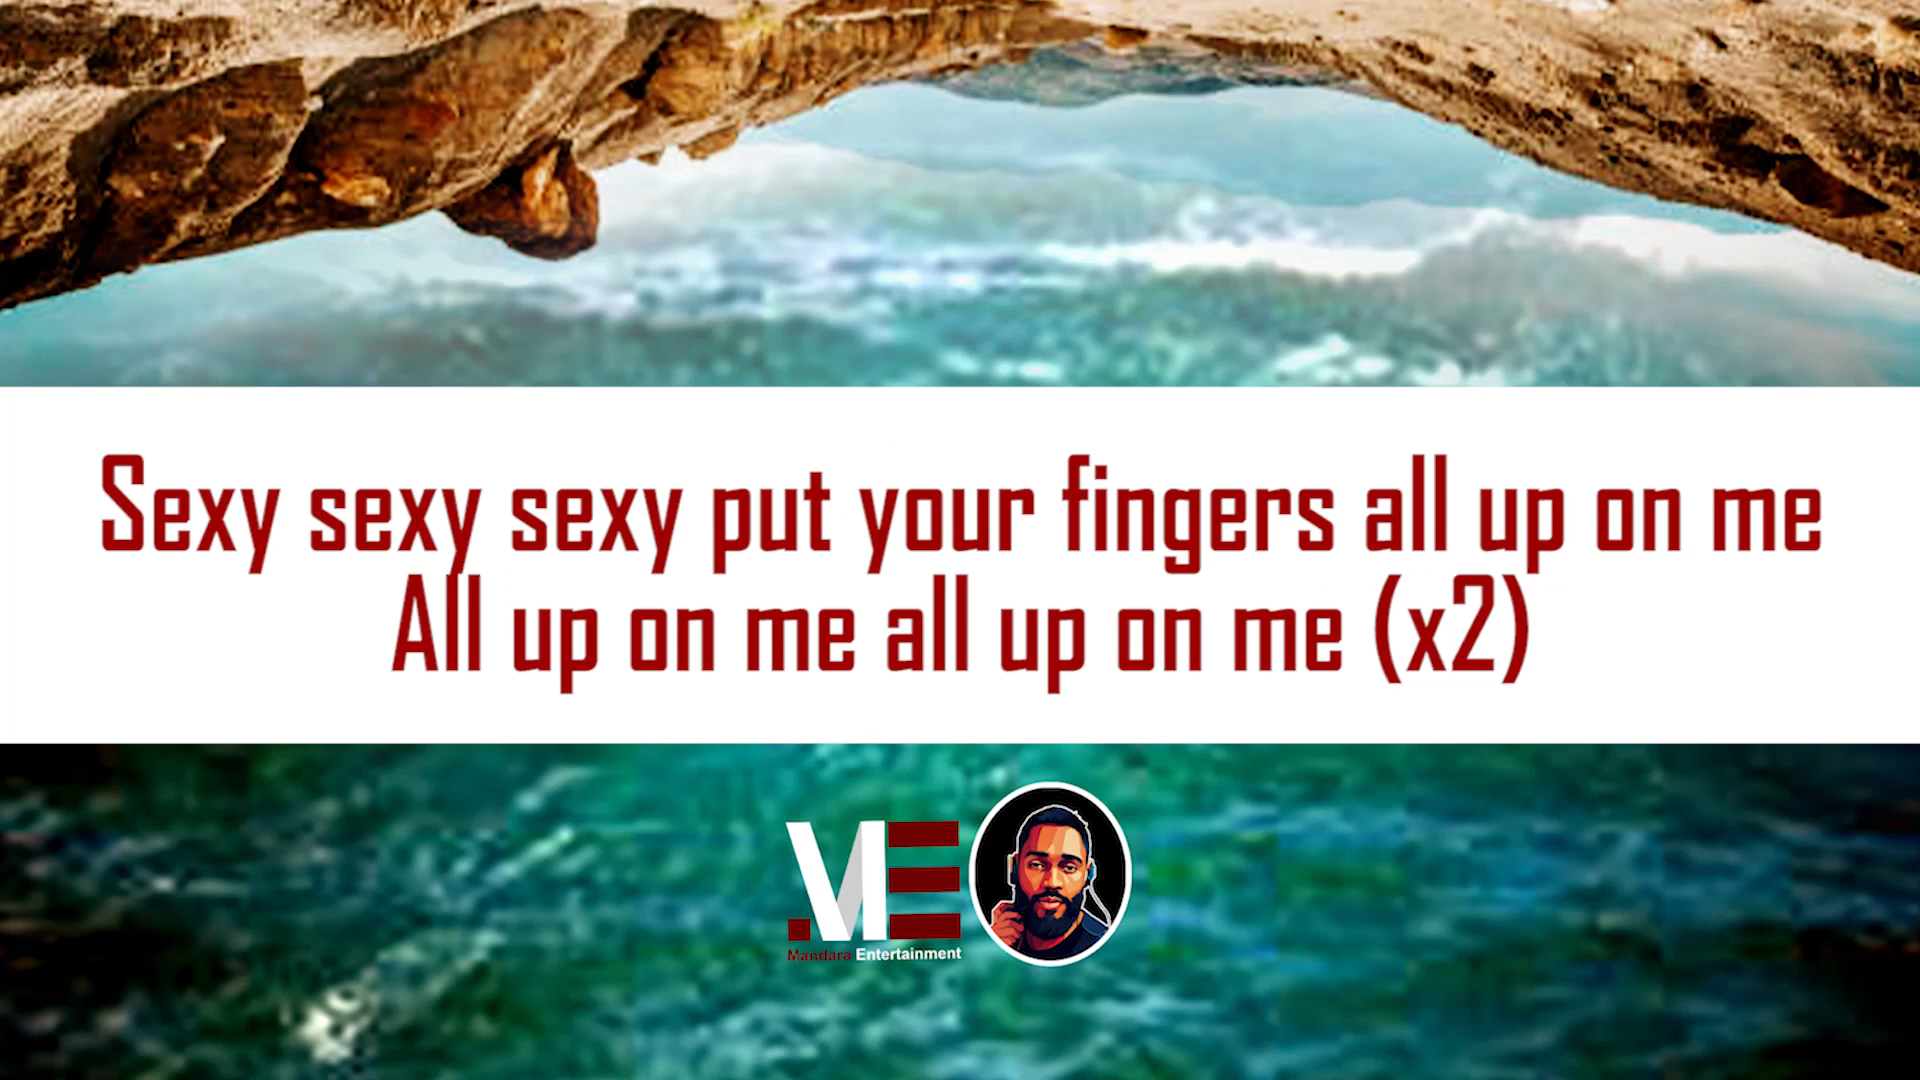 Sexy sexy sexy put your fingers all up on me
All up on me all up on me (x2)
ME
Mandara Entertainment